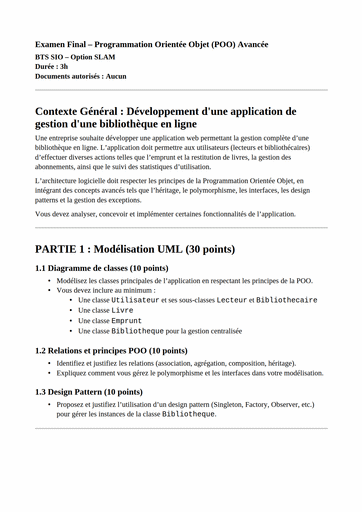 Examen Final – Programmation Orientée Objet (POO) Avancée
BTS SIO – Option SLAM
Durée : 3h
Documents autorisés : Aucun
Contexte Général : Développement d'une application de
gestion d'une bibliothèque en ligne
Une entreprise souhaite développer une application web permettant la gestion complète d’une
bibliothèque en ligne. L’application doit permettre aux utilisateurs (lecteurs et bibliothécaires)
d’effectuer diverses actions telles que l’emprunt et la restitution de livres, la gestion des
abonnements, ainsi que le suivi des statistiques d’utilisation.
L’architecture logicielle doit respecter les principes de la Programmation Orientée Objet, en
intégrant des concepts avancés tels que l’héritage, le polymorphisme, les interfaces, les design
patterns et la gestion des exceptions.
Vous devez analyser, concevoir et implémenter certaines fonctionnalités de l’application.
PARTIE 1 : Modélisation UML (30 points)
1.1 Diagramme de classes (10 points)
• Modélisez les classes principales de l’application en respectant les principes de la POO.
• Vous devez inclure au minimum :
• Une classe Utilisateur et ses sous-classes Lecteur et Bibliothecaire
• Une classe Livre
• Une classe Emprunt
• Une classe Bibliotheque pour la gestion centralisée
1.2 Relations et principes POO (10 points)
• Identifiez et justifiez les relations (association, agrégation, composition, héritage).
• Expliquez comment vous gérez le polymorphisme et les interfaces dans votre modélisation.
1.3 Design Pattern (10 points)
• Proposez et justifiez l’utilisation d’un design pattern (Singleton, Factory, Observer, etc.)
pour gérer les instances de la classe Bibliotheque.